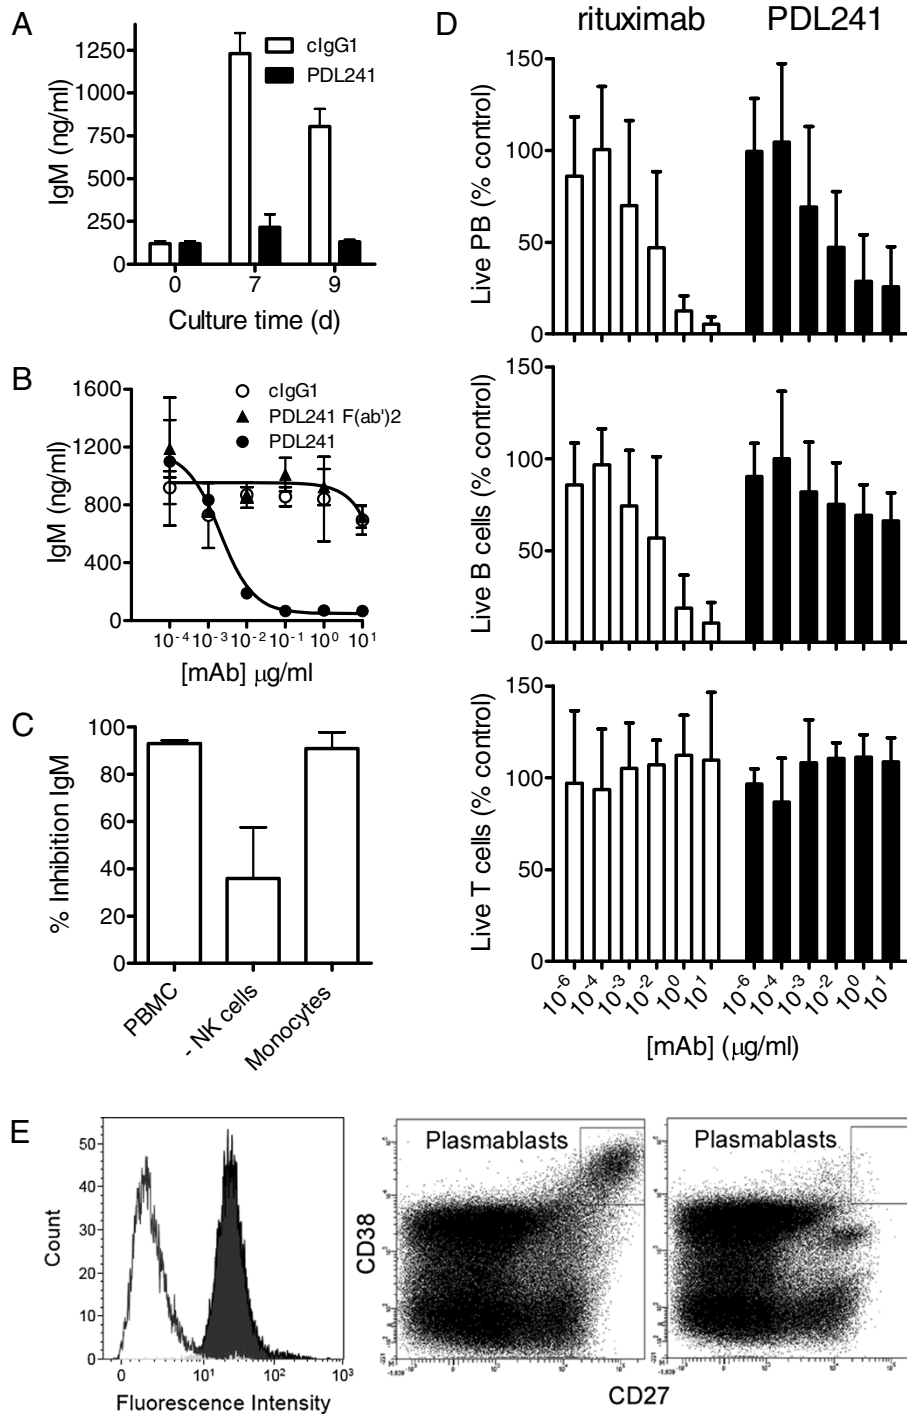 A
IgM (ng/ml)
1250
1000
750
500
250
0
cIgG1
PDL241
0 7 9
Culture time (d)
B
IgM (ng/ml)
1600
1200
800
400
0
cIgG1
PDL241 F(ab')2
PDL241
10⁻⁴ 10⁻³ 10⁻² 10⁻¹ 10⁰ 10¹
[mAb] µg/ml
C
% Inhibition IgM
100
80
60
40
20
0
PBMC
- NK cells
Monocytes
D
rituximab PDL241
Live PB (% control)
150
100
50
0
Live B cells (% control)
150
100
50
0
Live T cells (% control)
150
100
50
0
10⁻⁶ 10⁻⁴ 10⁻³ 10⁻² 10⁰ 10¹ 10⁻⁶ 10⁻⁴ 10⁻³ 10⁻² 10⁰ 10¹
[mAb] (µg/ml)
E
Count
50
40
30
20
10
0
0 10¹ 10² 10³
Fluorescence Intensity
CD38
Plasmablasts
Plasmablasts
CD27